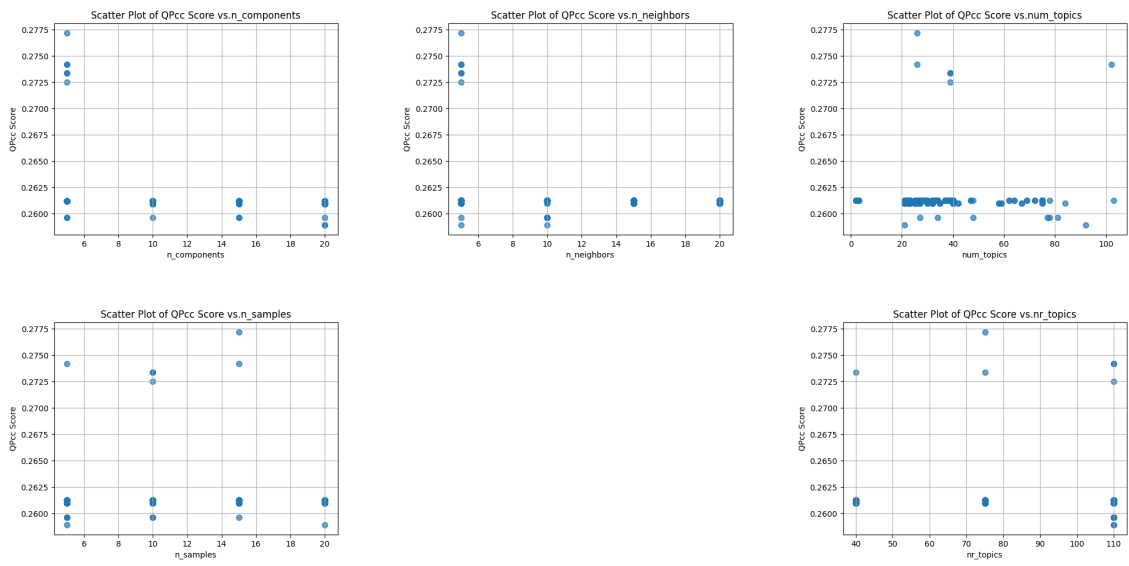 Scatter Plot of QPcc Score vs.n_components
0.2775
0.2750
0.2725
0.2700
0.2675
0.2650
0.2625
0.2600
QPcc Score
6 8 10 12 14 16 18 20
n_components
Scatter Plot of QPcc Score vs.n_neighbors
0.2775
0.2750
0.2725
0.2700
0.2675
0.2650
0.2625
0.2600
QPcc Score
6 8 10 12 14 16 18 20
n_neighbors
Scatter Plot of QPcc Score vs.num_topics
0.2775
0.2750
0.2725
0.2700
0.2675
0.2650
0.2625
0.2600
QPcc Score
0 20 40 60 80 100
num_topics
Scatter Plot of QPcc Score vs.n_samples
0.2775
0.2750
0.2725
0.2700
0.2675
0.2650
0.2625
0.2600
QPcc Score
6 8 10 12 14 16 18 20
n_samples
Scatter Plot of QPcc Score vs.nr_topics
0.2775
0.2750
0.2725
0.2700
0.2675
0.2650
0.2625
0.2600
QPcc Score
40 50 60 70 80 90 100 110
nr_topics